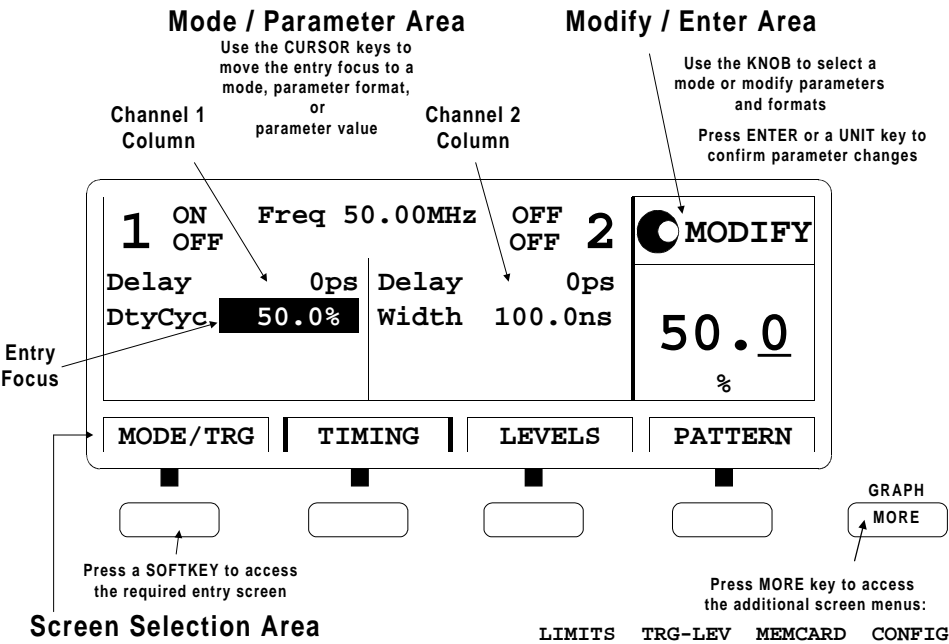 Mode / Parameter Area
Use the CURSOR keys to
move the entry focus to a
mode, parameter format,
or
parameter value
Modify / Enter Area
Use the KNOB to select a
mode or modify parameters
and formats
Press ENTER or a UNIT key to
confirm parameter changes
Channel 1
Column
Channel 2
Column
1 ON OFF Freq 50.00MHz OFF OFF 2
MODIFY
Delay 0ps Delay 0ps
DtyCyc 50.0% Width 100.0ns
50.0
%
Entry
Focus
MODE/TRG TIMING LEVELS PATTERN
GRAPH
MORE
Press a SOFTKEY to access
the required entry screen
Press MORE key to access
the additional screen menus:
Screen Selection Area
LIMITS TRG-LEV MEMCARD CONFIG